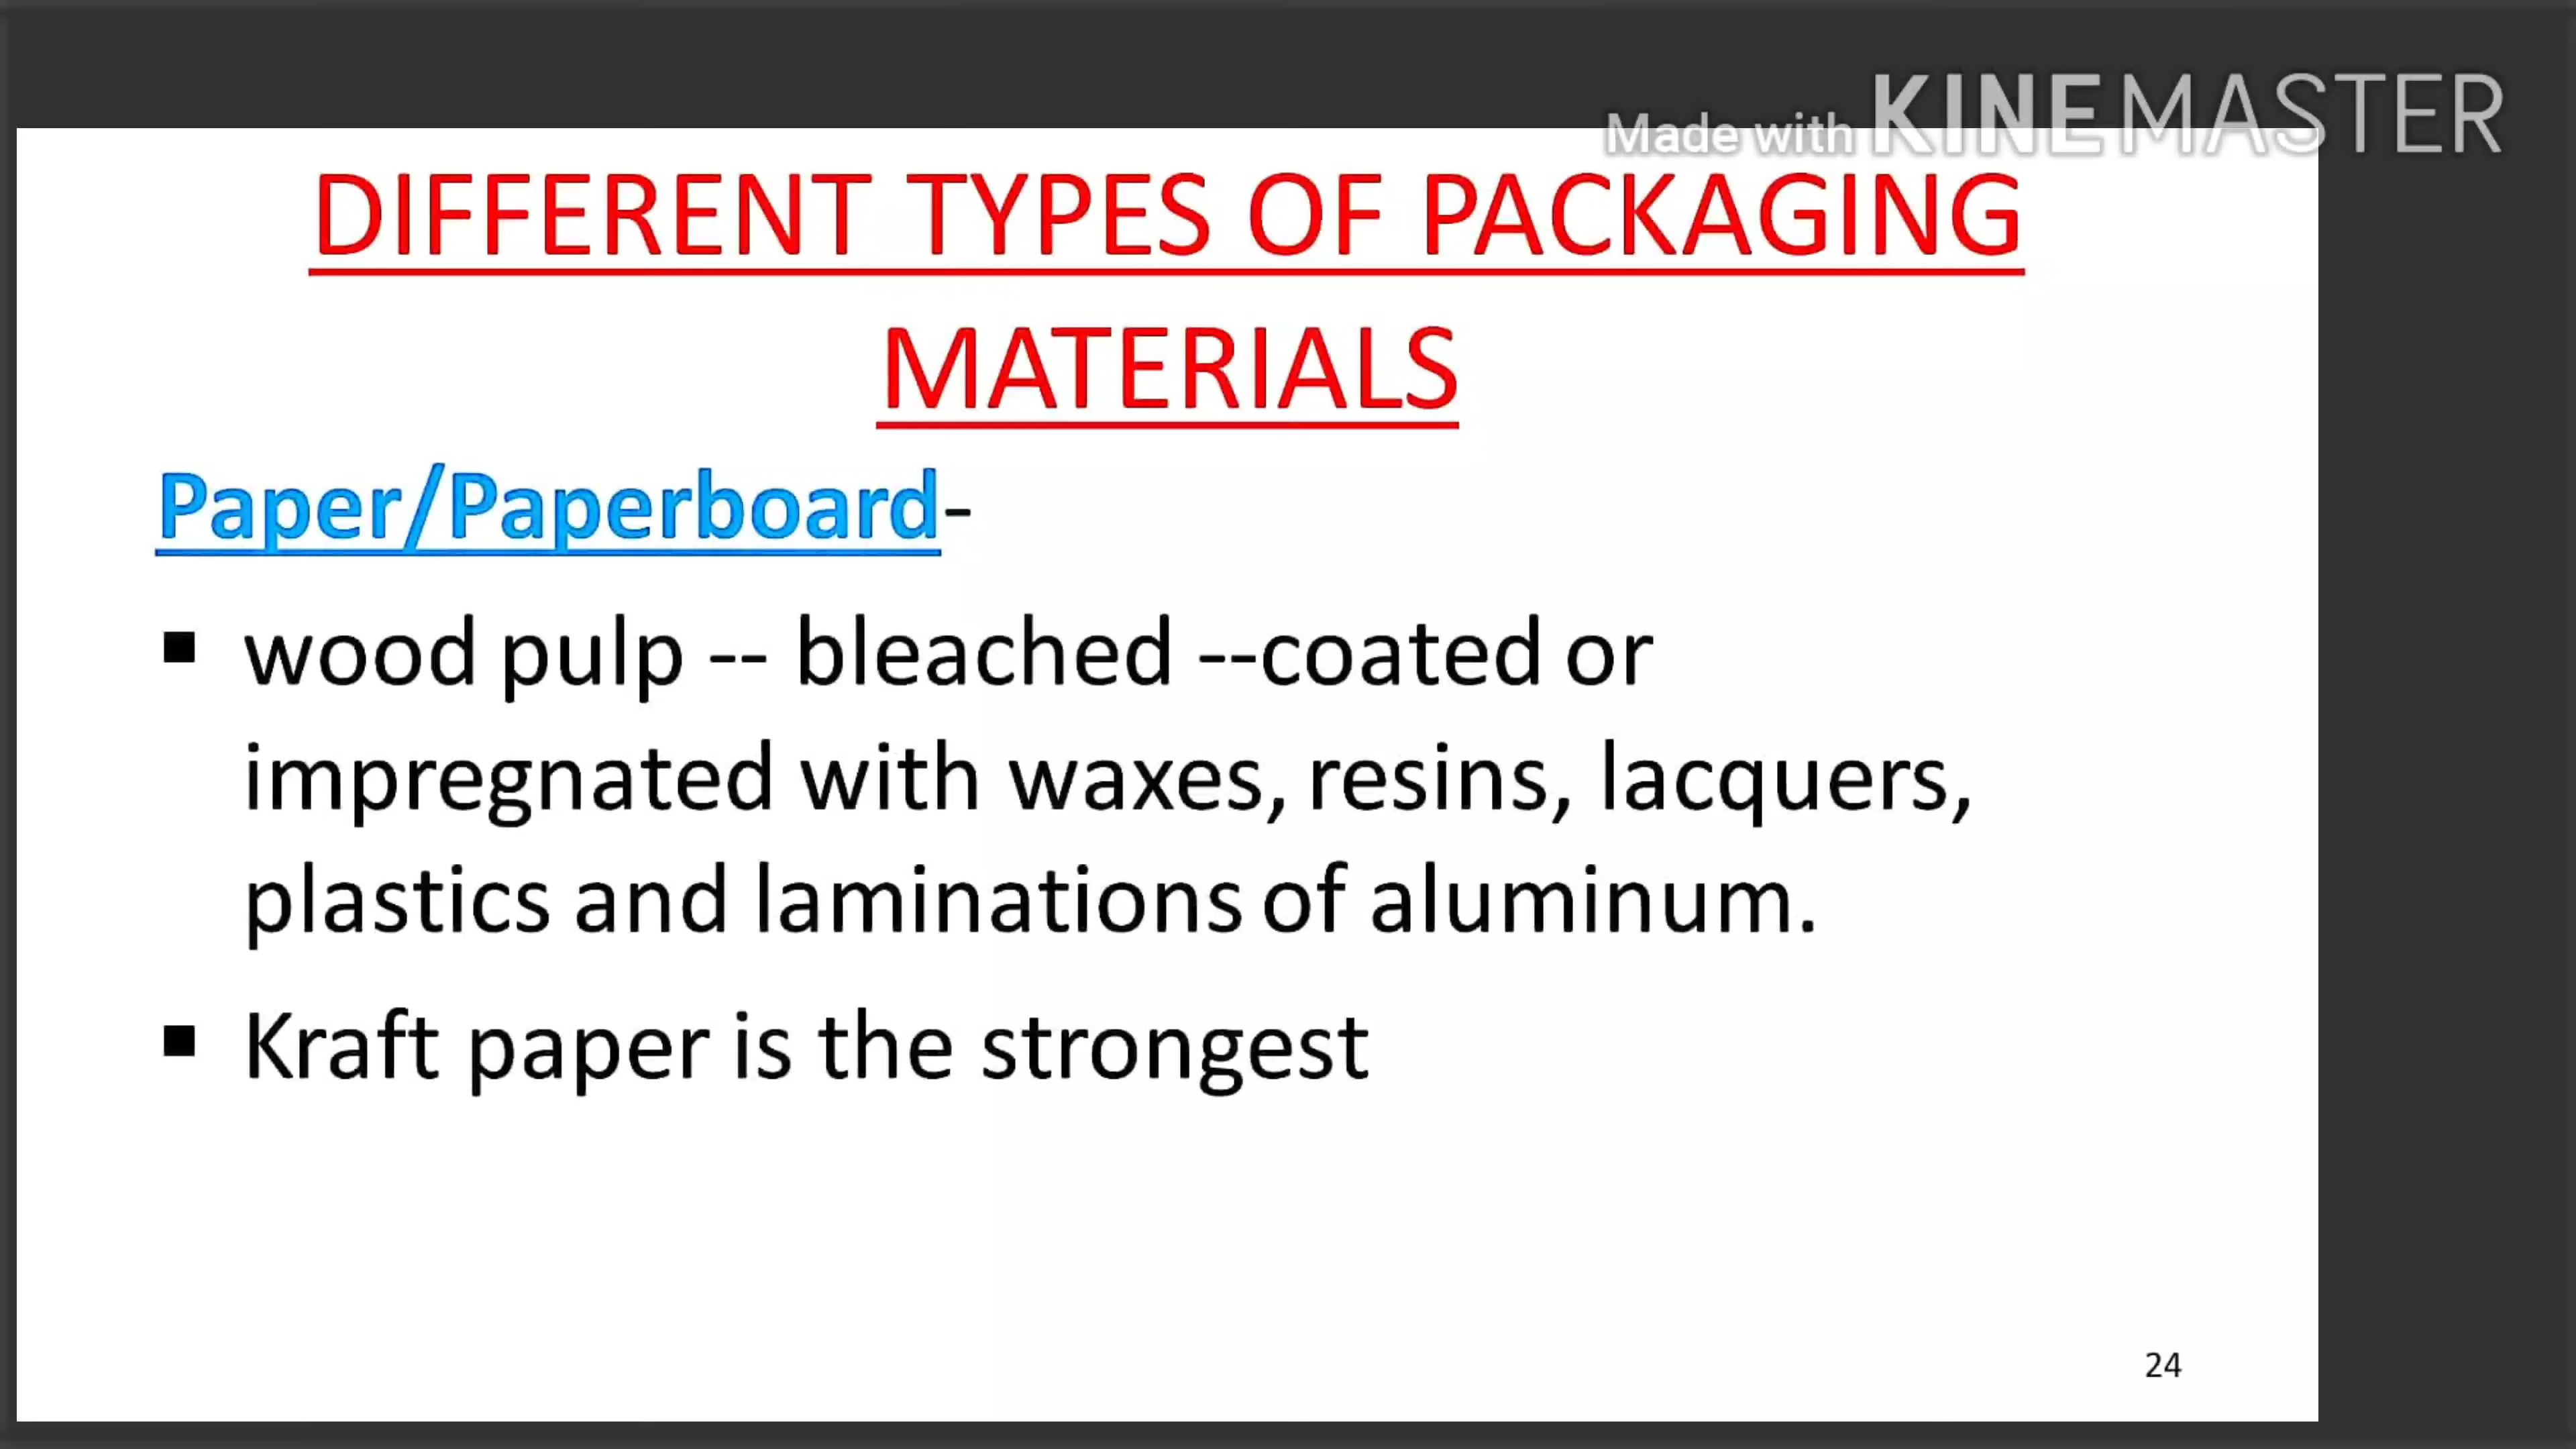 Made with KINEMASTER
DIFFERENT TYPES OF PACKAGING
MATERIALS
Paper/Paperboard-
▪ wood pulp -- bleached --coated or
impregnated with waxes, resins, lacquers,
plastics and laminations of aluminum.
▪ Kraft paper is the strongest
24